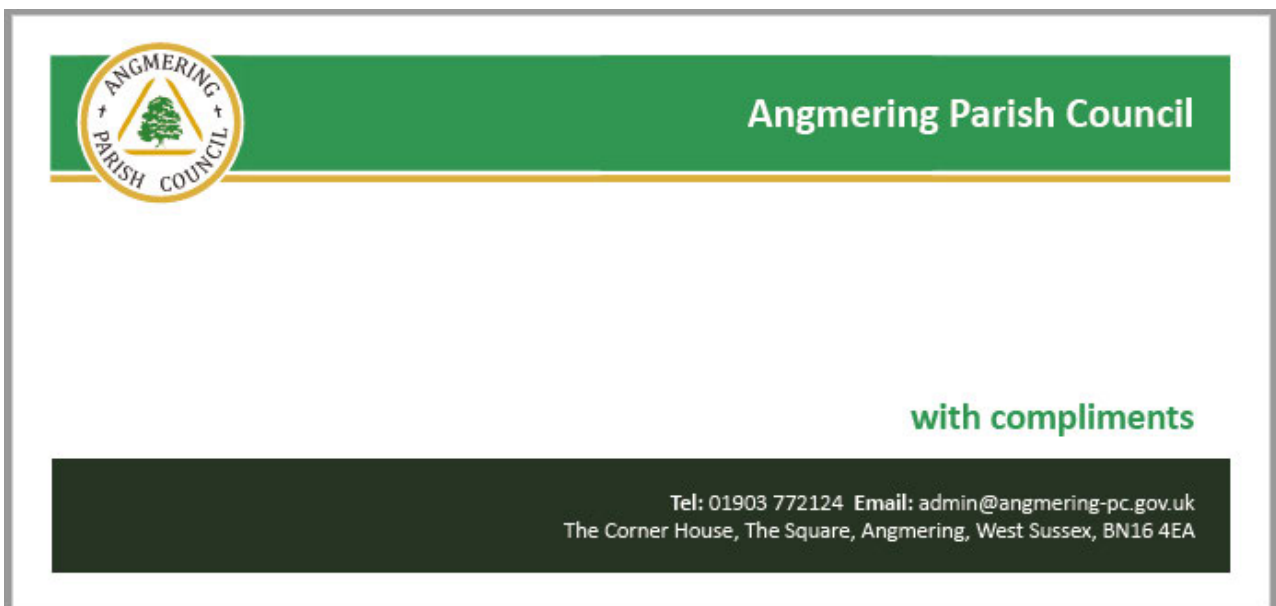 ANGMERING
PARISH COUNCIL
Angmering Parish Council
with compliments
Tel: 01903 772124 Email: admin@angmering-pc.gov.uk
The Corner House, The Square, Angmering, West Sussex, BN16 4EA